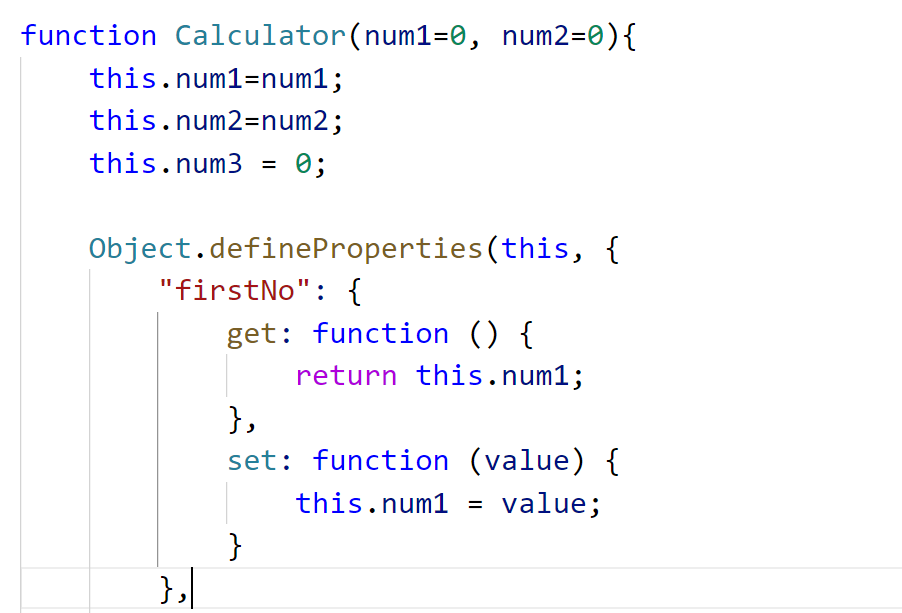 function Calculator(num1=0, num2=0){
    this.num1=num1;
    this.num2=num2;
    this.num3 = 0;

    Object.defineProperties(this, {
        "firstNo": {
            get: function () {
                return this.num1;
            },
            set: function (value) {
                this.num1 = value;
            }
        },